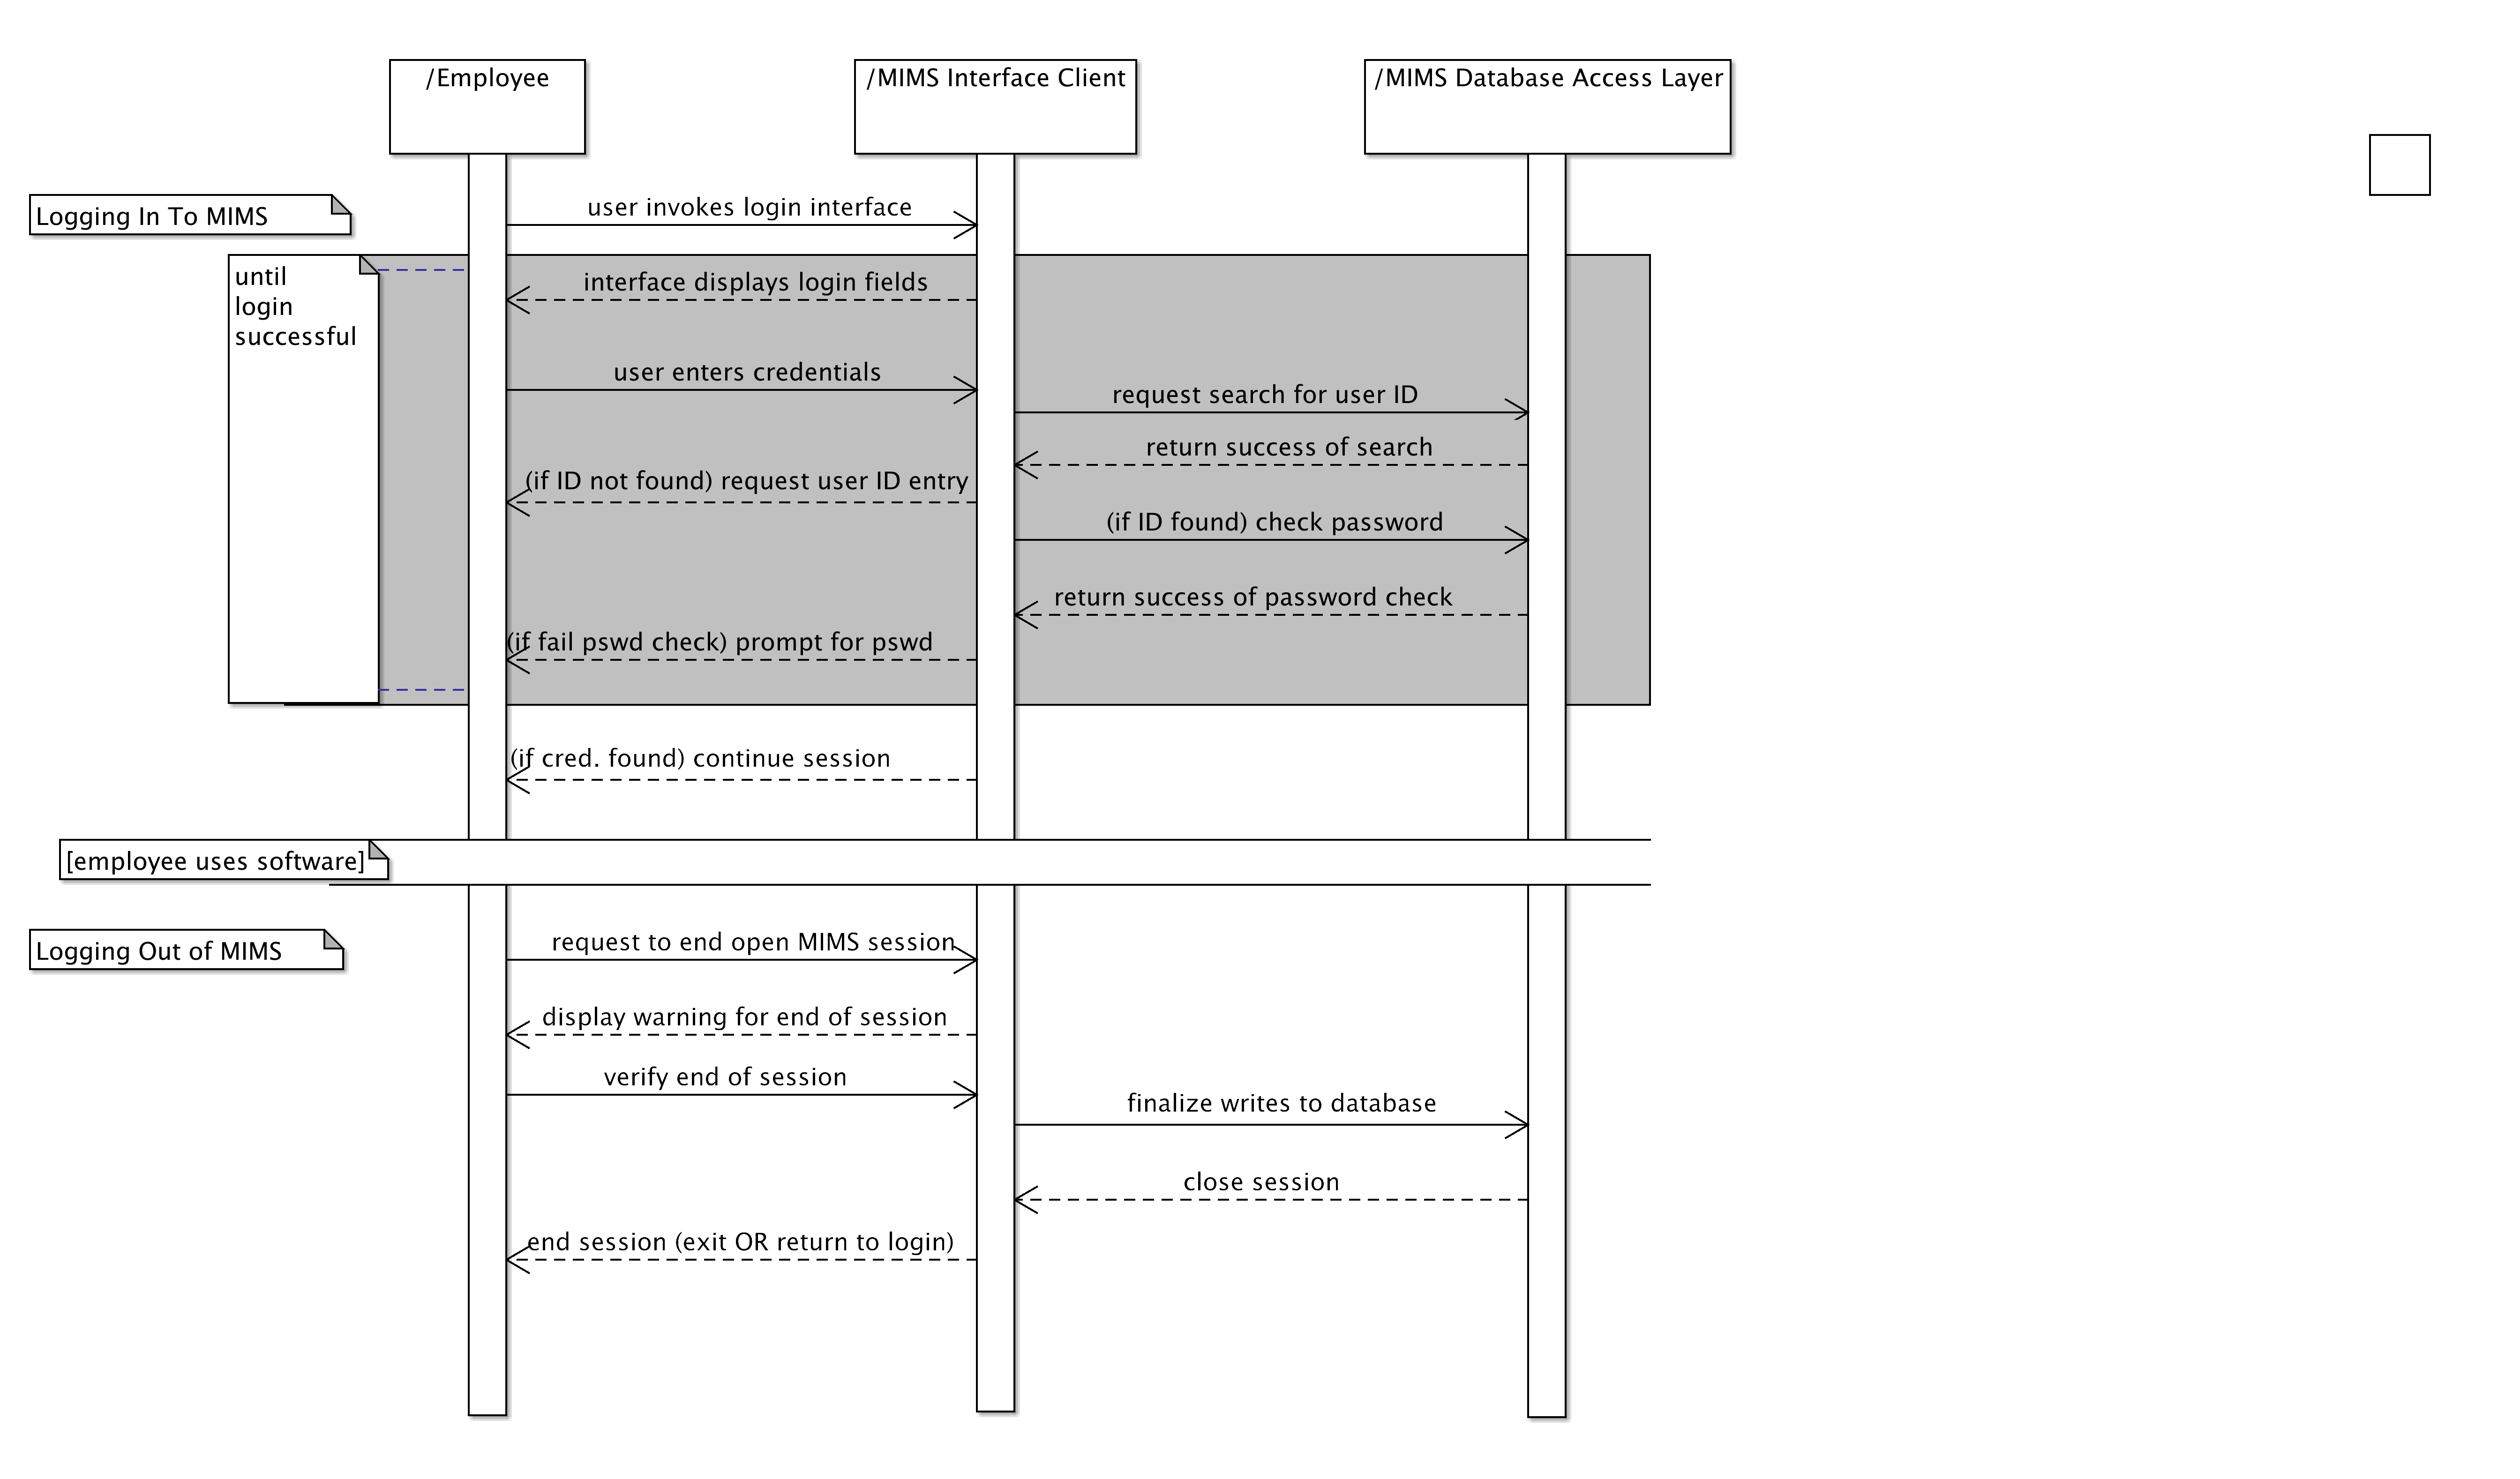 /Employee
/MIMS Interface Client
/MIMS Database Access Layer
Logging In To MIMS
user invokes login interface
until
login
successful
interface displays login fields
user enters credentials
request search for user ID
return success of search
(if ID not found) request user ID entry
(if ID found) check password
return success of password check
(if fail pswd check) prompt for pswd
(if cred. found) continue session
[employee uses software]
Logging Out of MIMS
request to end open MIMS session
display warning for end of session
verify end of session
finalize writes to database
close session
end session (exit OR return to login)